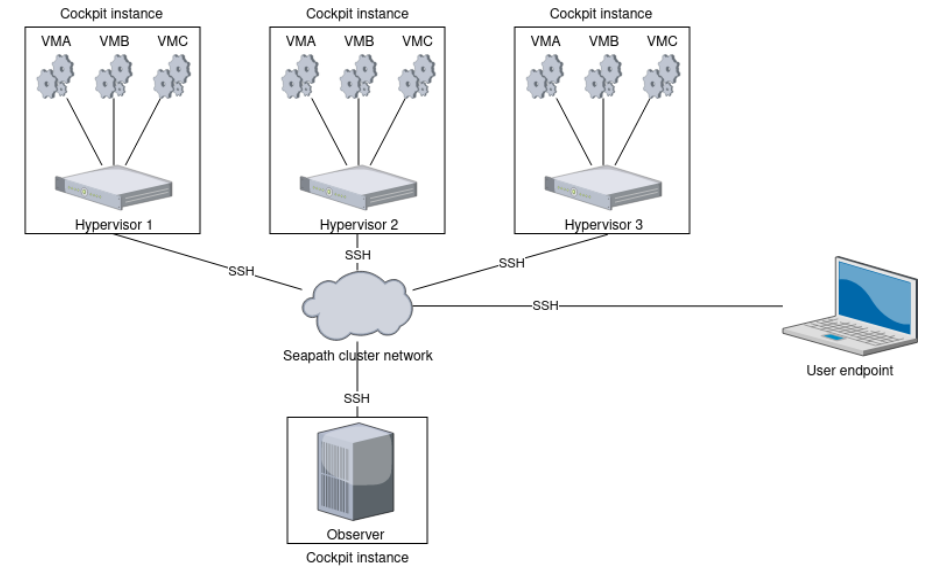 Cockpit instance
Cockpit instance
Cockpit instance
VMA VMB VMC
VMA VMB VMC
VMA VMB VMC
Hypervisor 1
Hypervisor 2
Hypervisor 3
SSH
SSH
SSH
SSH
Seapath cluster network
User endpoint
SSH
Observer
Cockpit instance